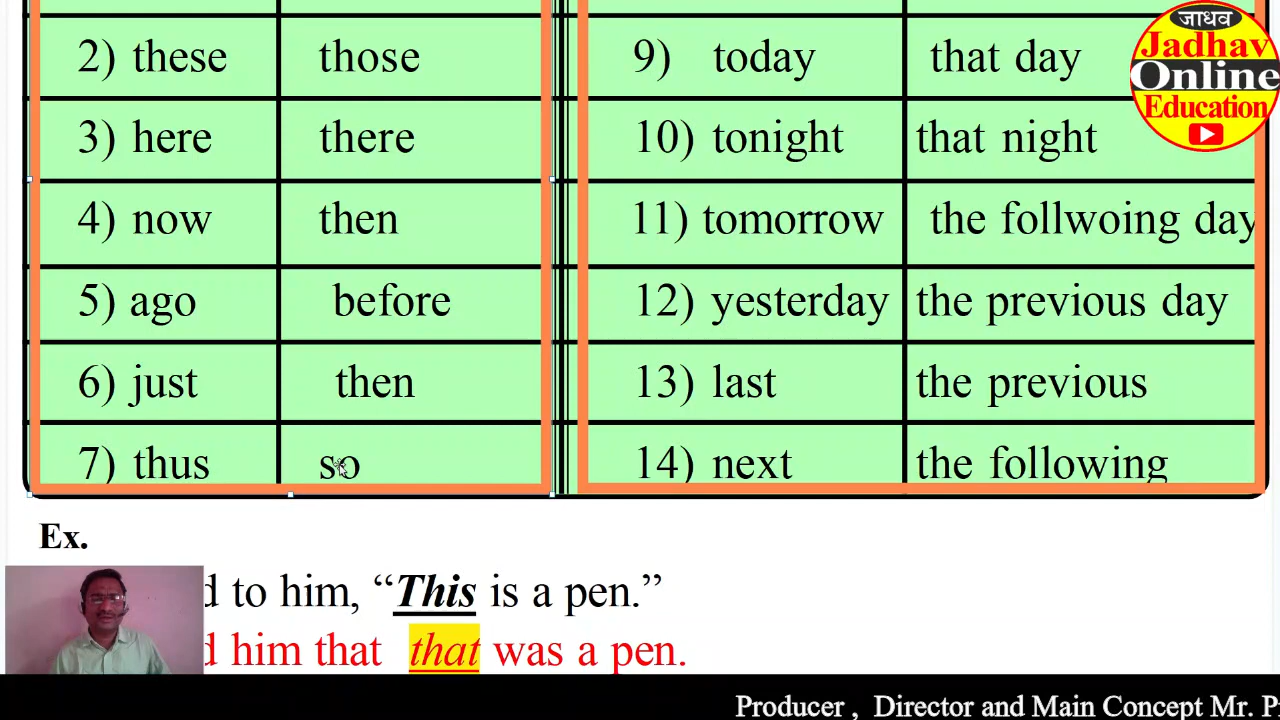 2) these those 9) today that day
3) here there 10) tonight that night
4) now then 11) tomorrow the follwoing day
5) ago before 12) yesterday the previous day
6) just then 13) last the previous
7) thus so 14) next the following
जाधव
Jadhav
Online
Education
Ex.
to him, “This is a pen.”
him that that was a pen.
Producer , Director and Main Concept Mr.